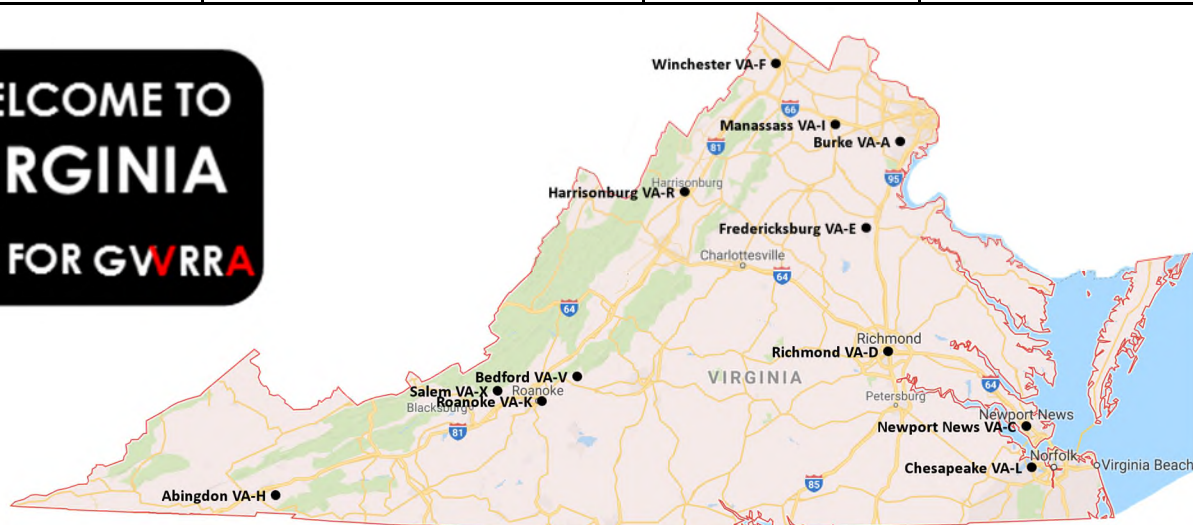 ELCOME TO
RGINIA
FOR GWRRA
Winchester VA-F
66
Manassass VA-I
81
Burke VA-A
95
Harrisonburg
Harrisonburg VA-R
Fredericksburg VA-E
Charlottesville
64
64
Richmond
Richmond VA-D
Bedford VA-V
VIRGINIA
64
Salem VA-X
Roanoke
Roanoke VA-K
Blacksburg
Petersburg
Newport News
Newport News VA-C
81
Norfolk
Virginia Beach
Chesapeake VA-L
85
Abingdon VA-H